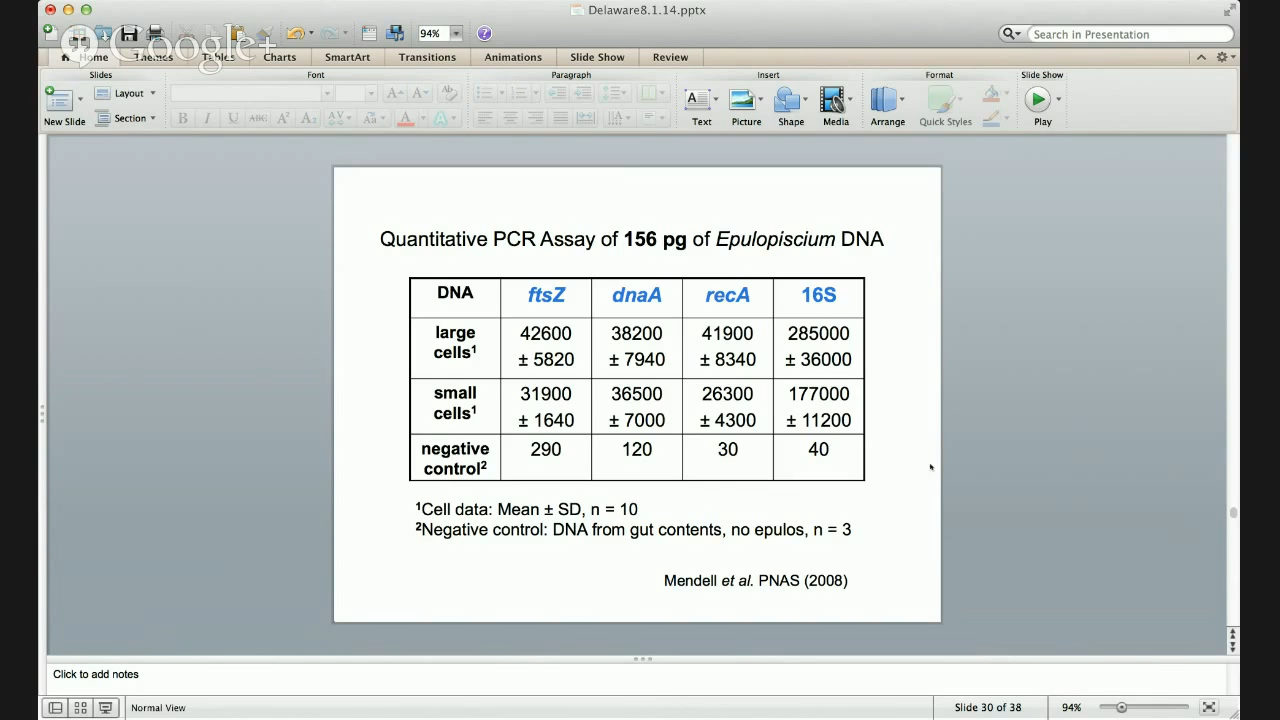 Delaware8.1.14.pptx
Google+
94%
Search in Presentation
Home Themes Tables Charts SmartArt Transitions Animations Slide Show Review
Slides Font Paragraph Insert Format Slide Show
Layout
Section
New Slide
Text Picture Shape Media Arrange Quick Styles Play
Quantitative PCR Assay of 156 pg of Epulopiscium DNA
DNA ftsZ dnaA recA 16S
large cells¹ 42600 ± 5820 38200 ± 7940 41900 ± 8340 285000 ± 36000
small cells¹ 31900 ± 1640 36500 ± 7000 26300 ± 4300 177000 ± 11200
negative control² 290 120 30 40
¹Cell data: Mean ± SD, n = 10
²Negative control: DNA from gut contents, no epulos, n = 3
Mendell et al. PNAS (2008)
Click to add notes
Normal View
Slide 30 of 38
94%